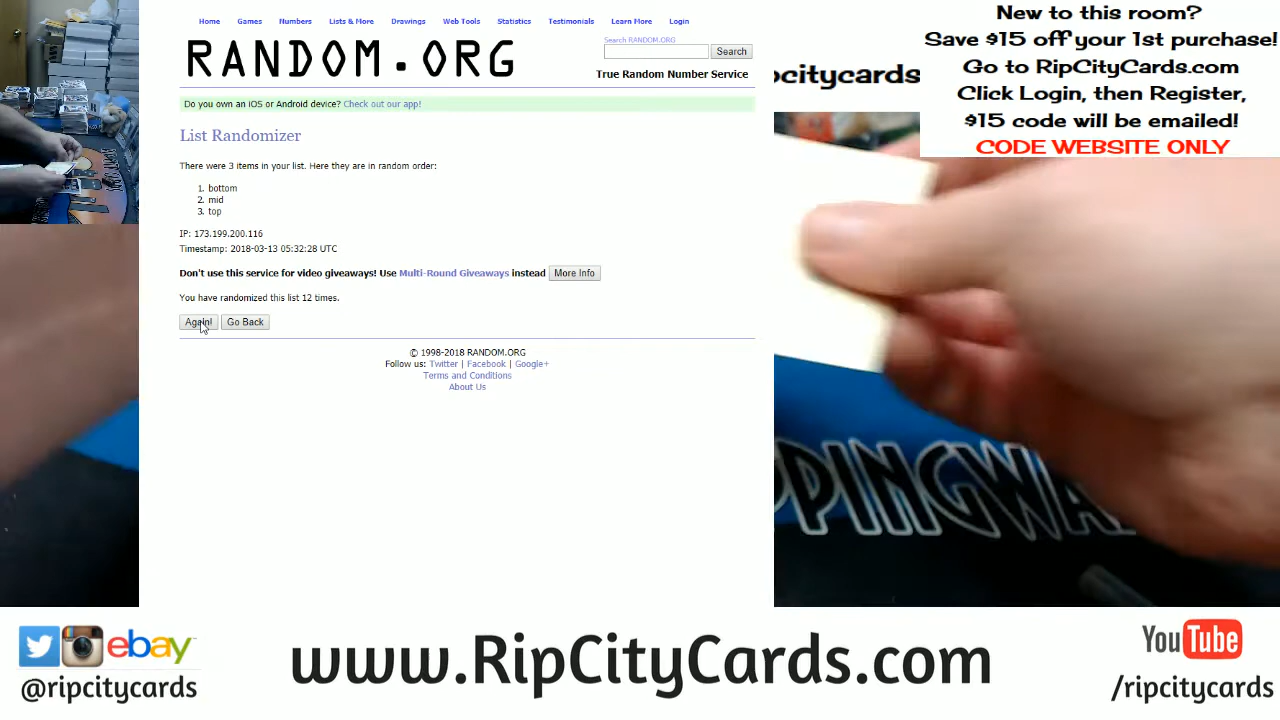 Home Games Numbers Lists & More Drawings Web Tools Statistics Testimonials Learn More Login
RANDOM.ORG
Search RANDOM.ORG
Search
True Random Number Service
Do you own an iOS or Android device? Check out our app!
List Randomizer
There were 3 items in your list. Here they are in random order:
1. bottom
2. mid
3. top
IP: 173.199.200.116
Timestamp: 2018-03-13 05:32:28 UTC
Don't use this service for video giveaways! Use Multi-Round Giveaways instead More Info
You have randomized this list 12 times.
Again! Go Back
© 1998-2018 RANDOM.ORG
Follow us: Twitter | Facebook | Google+
Terms and Conditions
About Us
pcitycards
New to this room?
Save $15 off your 1st purchase!
Go to RipCityCards.com
Click Login, then Register,
$15 code will be emailed!
CODE WEBSITE ONLY
PPINGWA
ebay
@ripcitycards
www.RipCityCards.com
YouTube
/ripcitycards